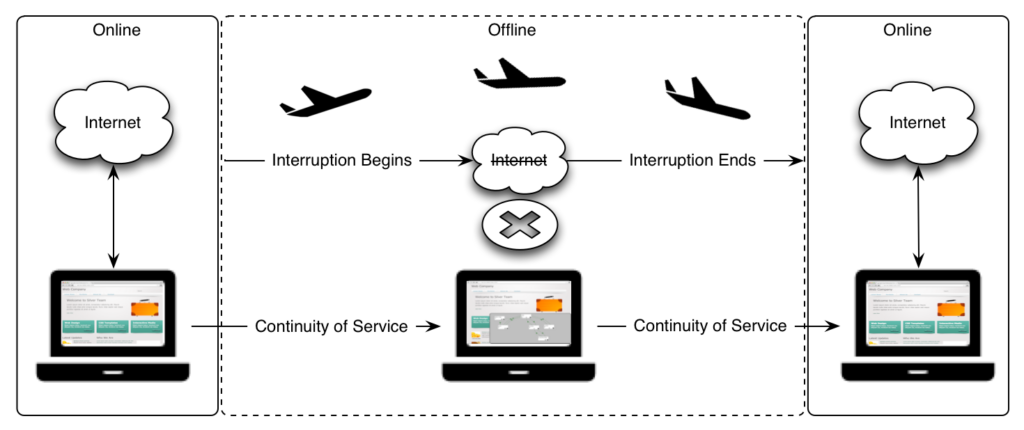 Online
Offline
Online
Internet
Internet
Internet
Interruption Begins
Interruption Ends
Continuity of Service
Continuity of Service